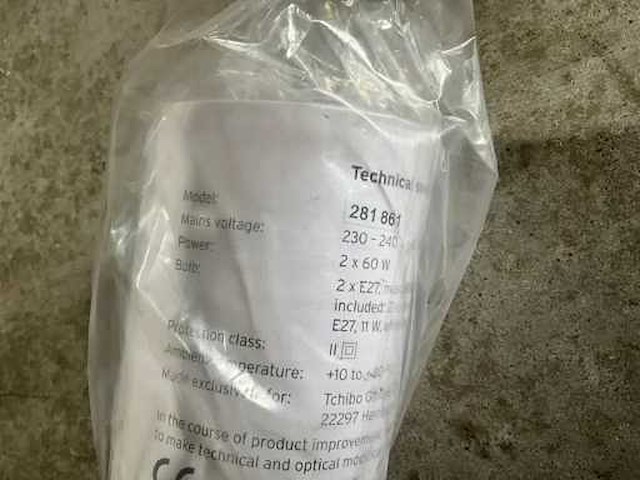 Technical
Model: 281 861
Mains voltage: 230 - 240
Power: 2 x 60 W
Bulb: 2 x E27,
included:
E27, 11 W,
Protection class: II
Ambient temperature: +10 to +40
Made exclusively for: Tchibo
22297
In the course of product improvement
to make technical and optical
CE